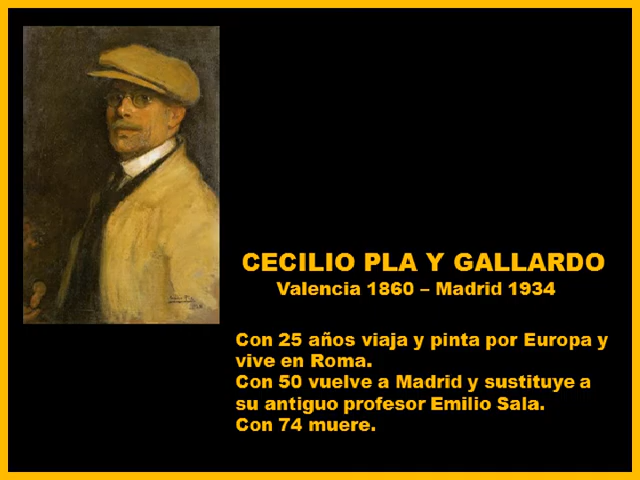 CECILIO PLA Y GALLARDO
Valencia 1860 – Madrid 1934
Con 25 años viaja y pinta por Europa y
vive en Roma.
Con 50 vuelve a Madrid y sustituye a
su antiguo profesor Emilio Sala.
Con 74 muere.